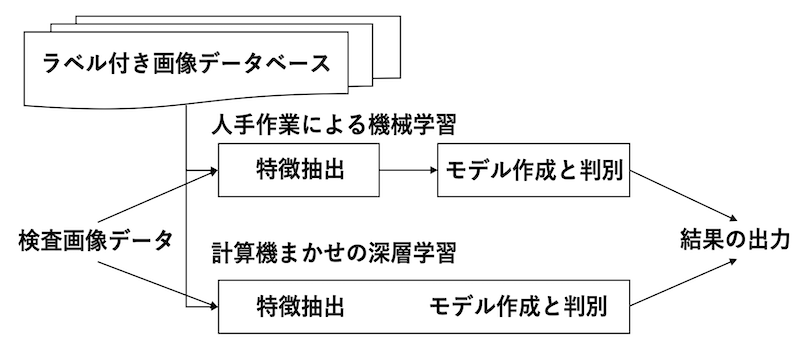 ラベル付き画像データベース
人手作業による機械学習
特徴抽出
モデル作成と判別
検査画像データ
計算機まかせの深層学習
結果の出力
特徴抽出 モデル作成と判別